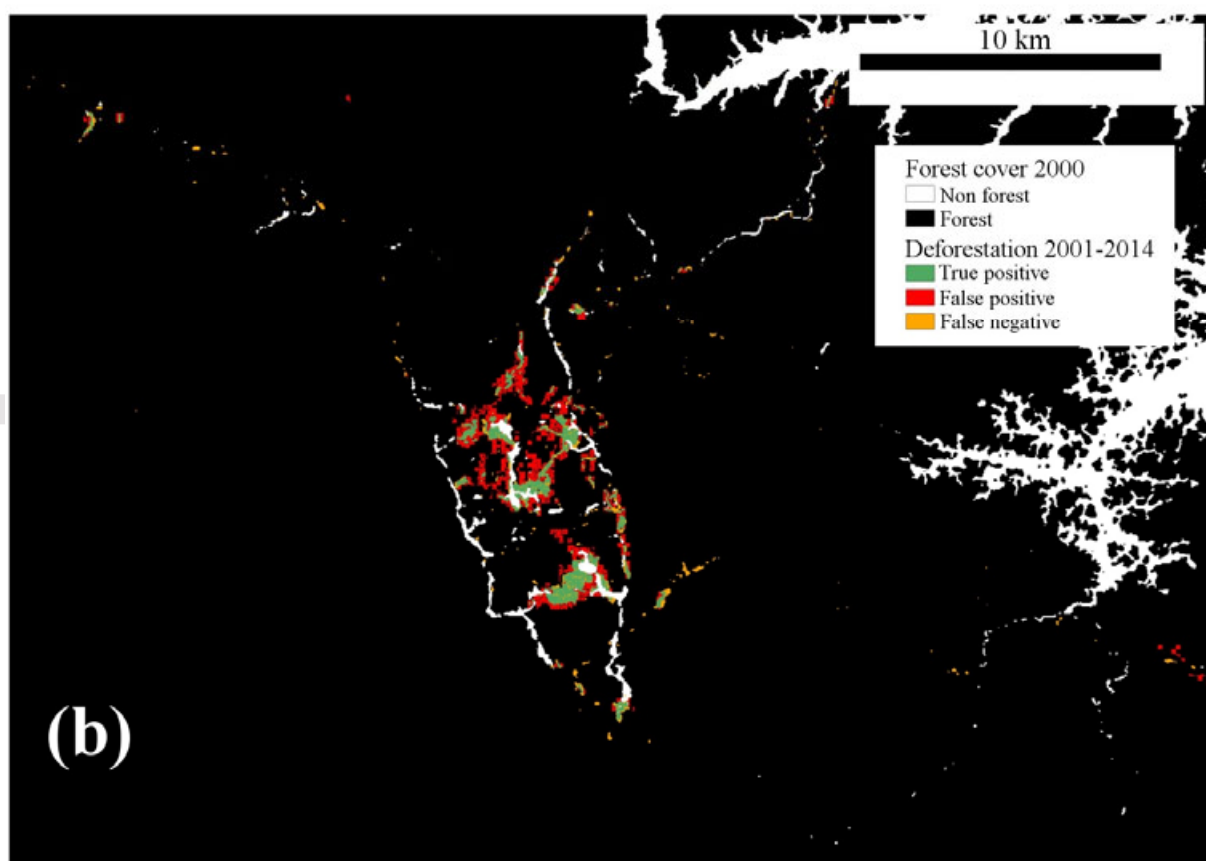 10 km
Forest cover 2000
Non forest
Forest
Deforestation 2001-2014
True positive
False positive
False negative
(b)